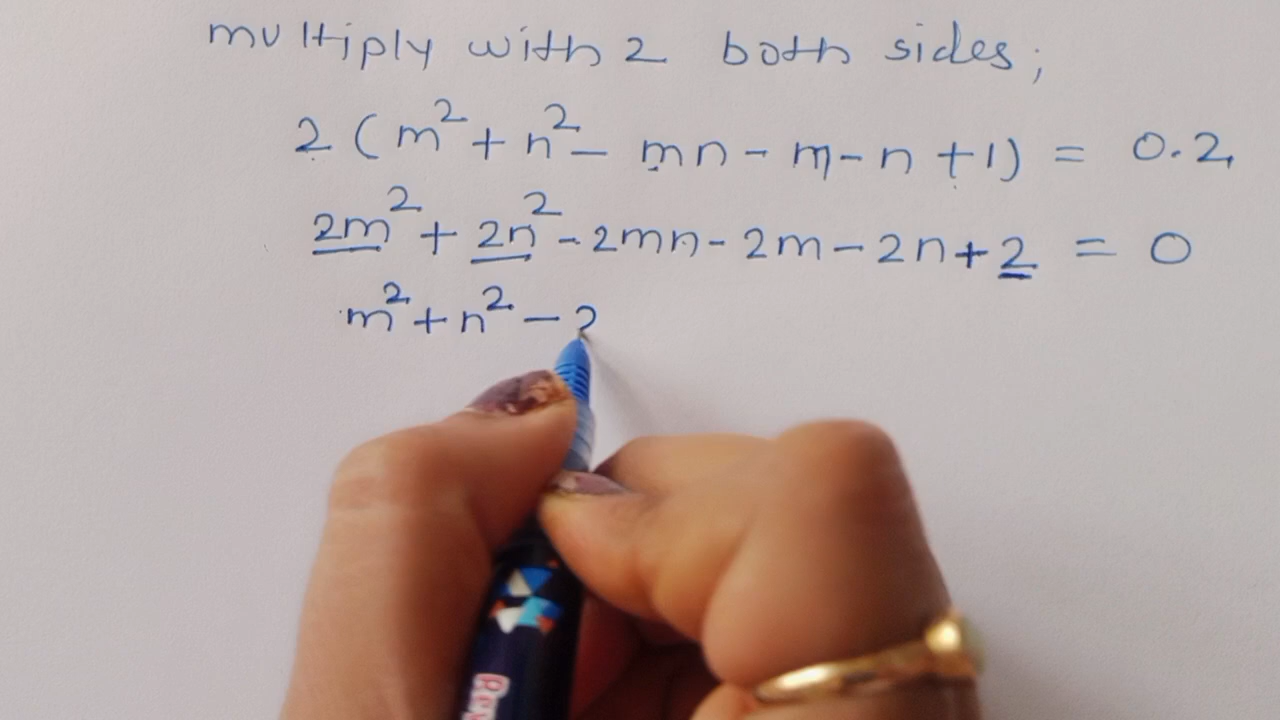 multiply with 2 both sides;
2 (m² + n² - mn - m - n + 1) = 0.2
2m² + 2n² - 2mn - 2m - 2n + 2 = 0
m² + n² - 2